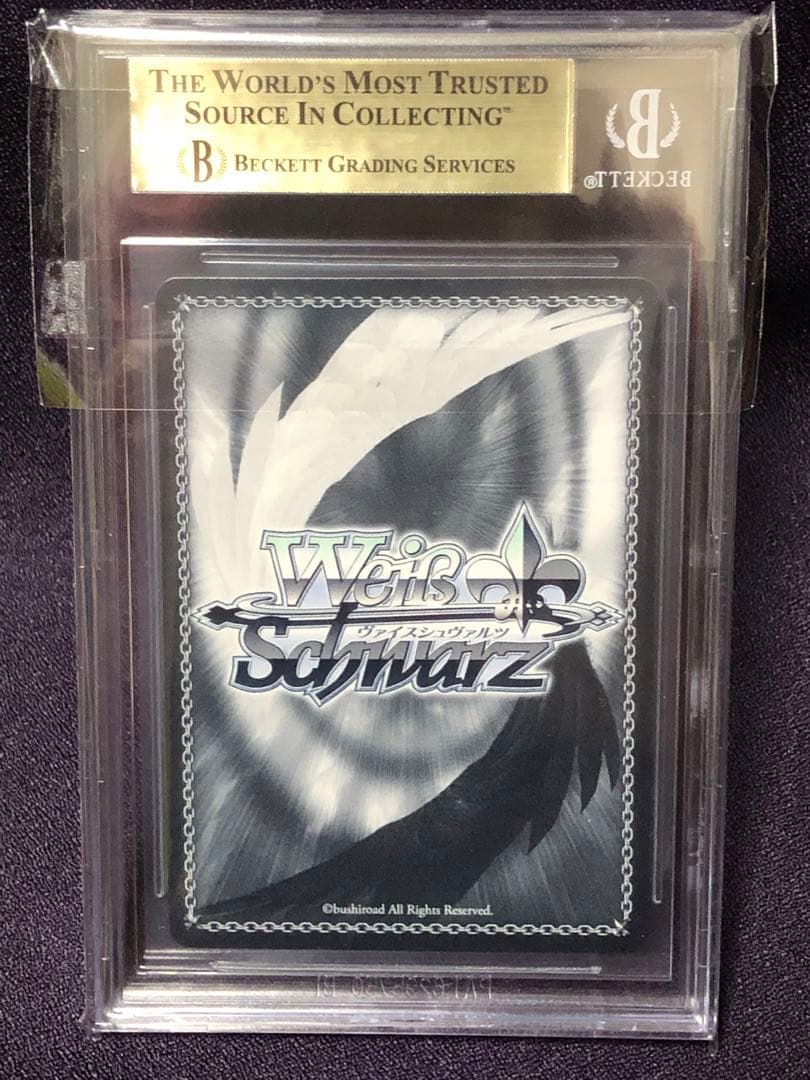 THE WORLD'S MOST TRUSTED
SOURCE IN COLLECTING™
B BECKETT GRADING SERVICES
B
BECKETT®
Weiß
ヴァイスシュヴァルツ
Schwarz
©bushiroad All Rights Reserved.